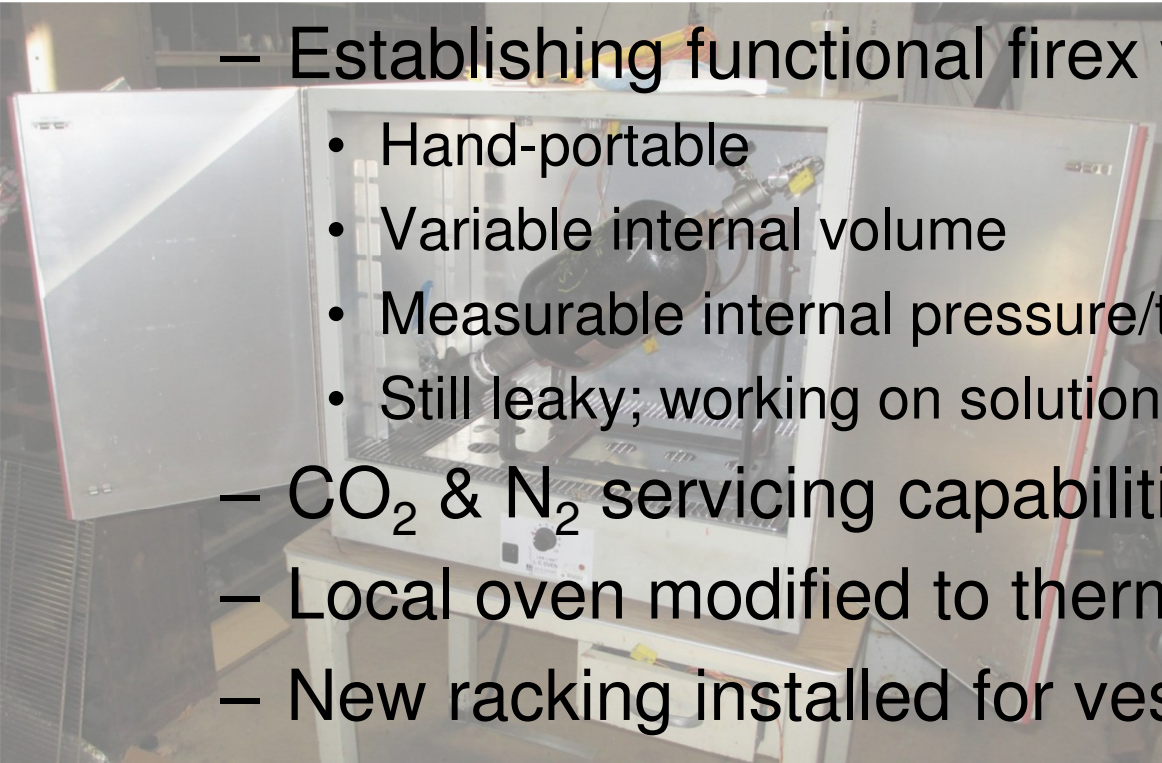 – Establishing functional firex
• Hand-portable
• Variable internal volume
• Measurable internal pressure/
• Still leaky; working on solution
– CO₂ & N₂ servicing capabiliti
– Local oven modified to therm
– New racking installed for ves